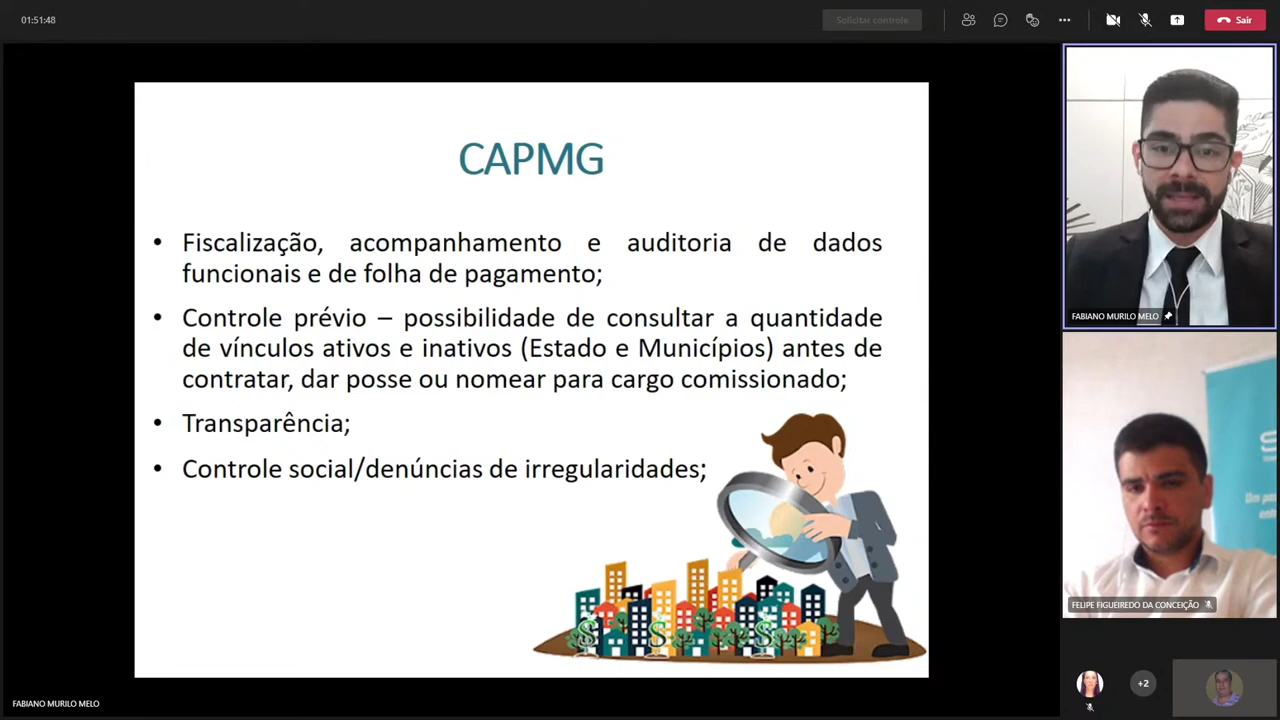 01:51:48
Solicitar controle
Sair
CAPMG
• Fiscalização, acompanhamento e auditoria de dados
funcionais e de folha de pagamento;
• Controle prévio – possibilidade de consultar a quantidade
de vínculos ativos e inativos (Estado e Municípios) antes de
contratar, dar posse ou nomear para cargo comissionado;
• Transparência;
• Controle social/denúncias de irregularidades;
FABIANO MURILO MELO
Um
FELIPE FIGUEIREDO DA CONCEIÇÃO
+2
FABIANO MURILO MELO